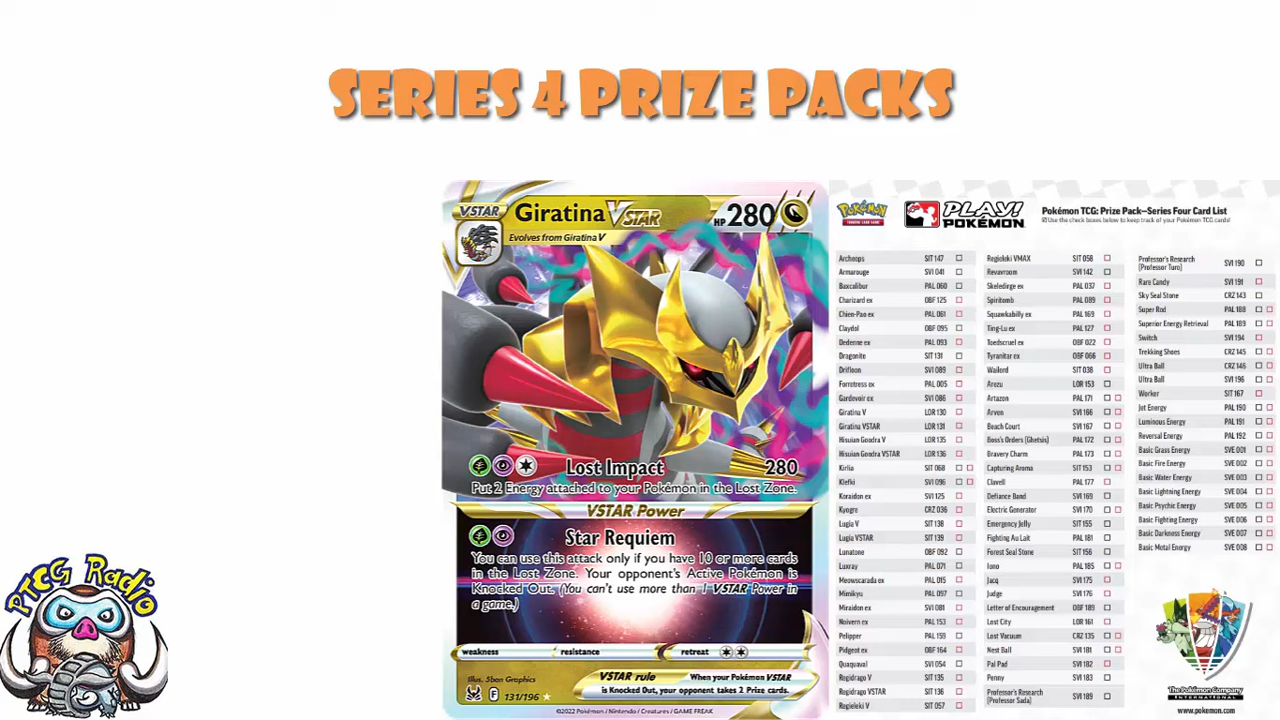 SERIES 4 PRIZE PACKS
VSTAR
Giratina VSTAR
HP 280
Evolves from Giratina V
Lost Impact 280
Put 2 Energy attached to your Pokémon in the Lost Zone.
VSTAR Power
Star Requiem
You can use this attack only if you have 10 or more cards
in the Lost Zone. Your opponent's Active Pokémon is
Knocked Out. (You can't use more than 1 VSTAR Power in
a game.)
weakness resistance retreat
Illus. 5ban Graphics
F 131/196
VSTAR rule When your Pokémon VSTAR
is Knocked Out, your opponent takes 2 Prize cards.
©2022 Pokémon / Nintendo / Creatures / GAME FREAK
PTCG Radio
Pokémon
PLAY!
POKÉMON
Pokémon TCG: Prize Pack—Series Four Card List
Use the check boxes below to keep track of your Pokémon TCG cards!
Archeops SIT 147
Armarouge SVI 041
Baxcalibur PAL 060
Charizard ex OBF 125
Chien-Pao ex PAL 061
Claydol OBF 095
Dedenne ex PAL 093
Dragonite SIT 131
Drifloon SVI 089
Forretress ex PAL 005
Gardevoir ex SVI 086
Giratina V LOR 130
Giratina VSTAR LOR 131
Hisuian Goodra V LOR 135
Hisuian Goodra VSTAR LOR 136
Kirlia SIT 068
Klefki SVI 096
Koraidon ex SVI 125
Kyogre CRZ 036
Lugia V SIT 138
Lugia VSTAR SIT 139
Lunatone OBF 092
Luxray PAL 071
Meowscarada ex PAL 015
Mimikyu PAL 097
Miraidon ex SVI 081
Noivern ex PAL 153
Pelipper PAL 159
Pidgeot ex OBF 164
Quaquaval SVI 054
Regidrago V SIT 135
Regidrago VSTAR SIT 136
Regieleki V SIT 057
Regieleki VMAX SIT 058
Revavroom SVI 142
Skeledirge ex PAL 037
Spiritomb PAL 089
Squawkabilly ex PAL 169
Ting-Lu ex PAL 127
Toedscruel ex OBF 022
Tyranitar ex OBF 066
Wailord SIT 038
Arezu LOR 153
Artazon PAL 171
Arven SVI 166
Beach Court SVI 167
Boss's Orders (Ghetsis) PAL 172
Bravery Charm PAL 173
Capturing Aroma SIT 153
Clavell PAL 177
Defiance Band SVI 169
Electric Generator SVI 170
Emergency Jelly SIT 155
Fighting Au Lait PAL 181
Forest Seal Stone SIT 156
Iono PAL 185
Jacq SVI 175
Judge SVI 176
Letter of Encouragement OBF 189
Lost City LOR 161
Lost Vacuum CRZ 135
Nest Ball SVI 181
Pal Pad SVI 182
Penny SVI 183
Professor's Research
(Professor Sada) SVI 189
Professor's Research
(Professor Turo) SVI 190
Rare Candy SVI 191
Sky Seal Stone CRZ 143
Super Rod PAL 188
Superior Energy Retrieval PAL 189
Switch SVI 194
Trekking Shoes CRZ 145
Ultra Ball CRZ 146
Ultra Ball SVI 196
Worker SIT 167
Jet Energy PAL 190
Luminous Energy PAL 191
Reversal Energy PAL 192
Basic Grass Energy SVE 001
Basic Fire Energy SVE 002
Basic Water Energy SVE 003
Basic Lightning Energy SVE 004
Basic Psychic Energy SVE 005
Basic Fighting Energy SVE 006
Basic Darkness Energy SVE 007
Basic Metal Energy SVE 008
The Pokémon Company
INTERNATIONAL
www.pokemon.com